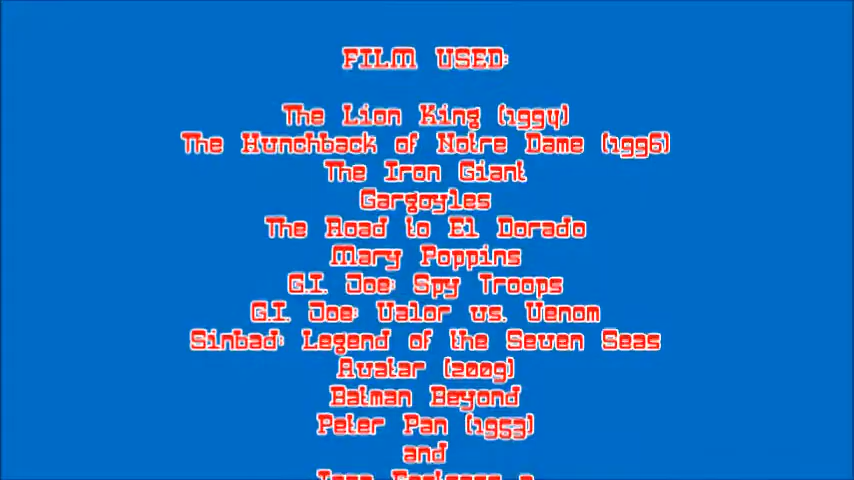 FILM USED:
The Lion King (1994)
The Hunchback of Notre Dame (1996)
The Iron Giant
Gargoyles
The Road to El Dorado
Mary Poppins
G.I. Joe: Spy Troops
G.I. Joe: Valor vs. Venom
Sinbad: Legend of the Seven Seas
Avatar (2009)
Batman Beyond
Peter Pan (1953)
and